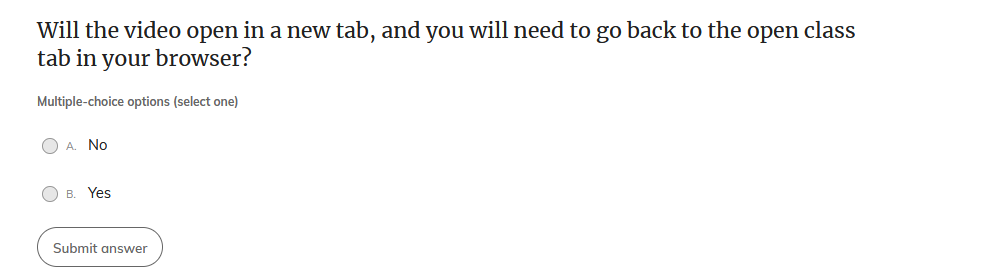 Will the video open in a new tab, and you will need to go back to the open class
tab in your browser?
Multiple-choice options (select one)
A. No
B. Yes
Submit answer